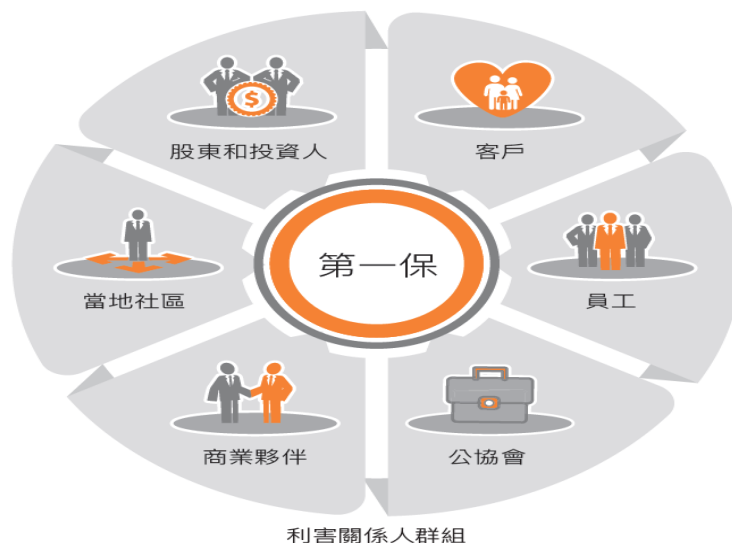 股東和投資人
客戶
當地社區
第一保
員工
商業夥伴
公協會
利害關係人群組